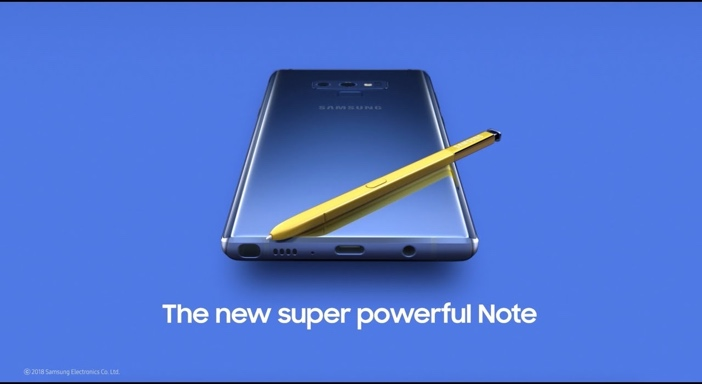 SAMSUNG
The new super powerful Note
© 2018 Samsung Electronics Co. Ltd.